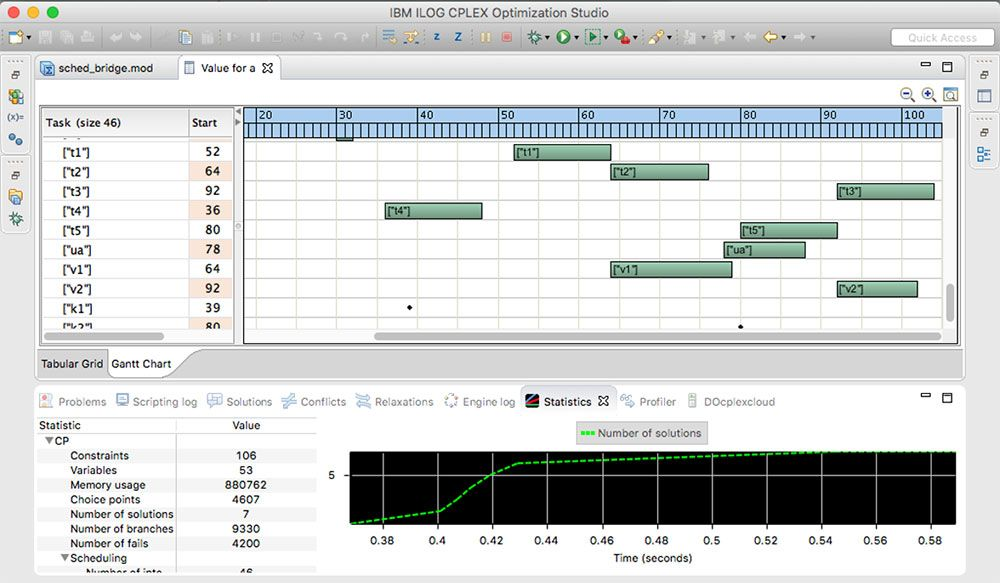 IBM ILOG CPLEX Optimization Studio
Quick Access
sched_bridge.mod
Value for a
(x)=
Task (size 46) Start
20 30 40 50 60 70 80 90 100
["t1"] 52 ["t1"]
["t2"] 64 ["t2"]
["t3"] 92 ["t3"]
["t4"] 36 ["t4"]
["t5"] 80 ["t5"]
["ua"] 78 ["ua"]
["v1"] 64 ["v1"]
["v2"] 92 ["v2"]
["k1"] 39
["k2"] 80
Tabular Grid Gantt Chart
Problems Scripting log Solutions Conflicts Relaxations Engine log Statistics Profiler DOcplexcloud
Statistic Value
CP
Constraints 106
Variables 53
Memory usage 880762
Choice points 4607
Number of solutions 7
Number of branches 9330
Number of fails 4200
Scheduling
Number of inte 46
Number of solutions
5
0.38 0.4 0.42 0.44 0.46 0.48 0.5 0.52 0.54 0.56 0.58
Time (seconds)